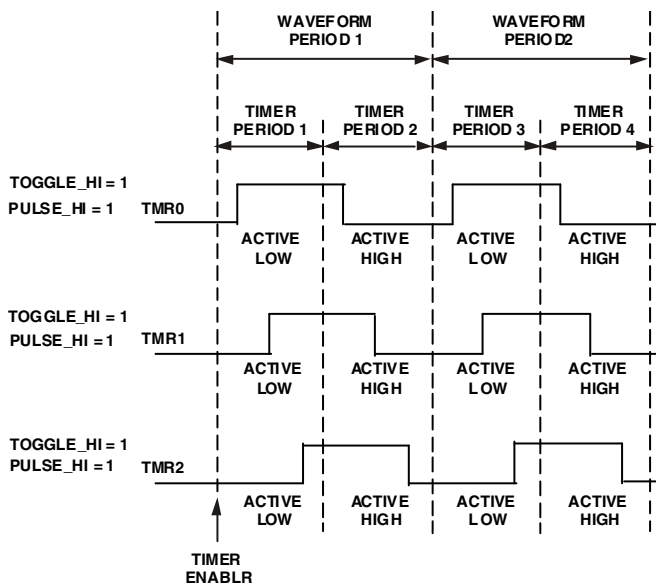 WAVEFORM PERIOD 1
WAVEFORM PERIOD2
TIMER PERIOD 1
TIMER PERIOD 2
TIMER PERIOD 3
TIMER PERIOD 4
TOGGLE_HI = 1
PULSE_HI = 1 TMR0
ACTIVE LOW
ACTIVE HIGH
ACTIVE LOW
ACTIVE HIGH
TOGGLE_HI = 1
PULSE_HI = 1 TMR1
ACTIVE LOW
ACTIVE HIGH
ACTIVE LOW
ACTIVE HIGH
TOGGLE_HI = 1
PULSE_HI = 1 TMR2
ACTIVE LOW
ACTIVE HIGH
ACTIVE LOW
ACTIVE HIGH
TIMER ENABLR